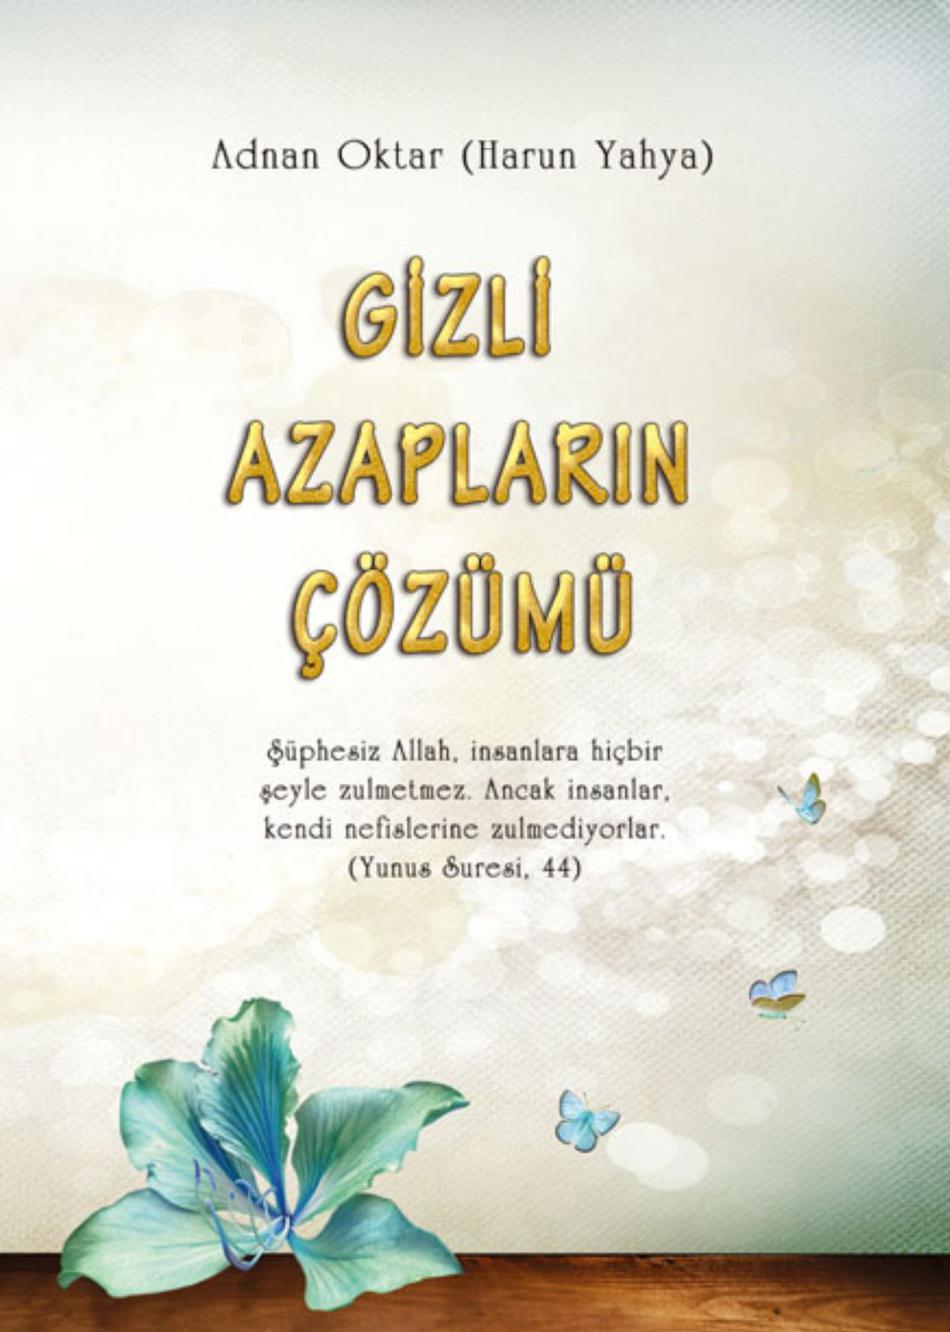 Adnan Oktar (Harun Yahya)
GİZLİ
AZAPLARIN
ÇÖZÜMÜ
Şüphesiz Allah, insanlara hiçbir
şeyle zulmetmez. Ancak insanlar,
kendi nefislerine zulmediyorlar.
(Yunus Suresi, 44)